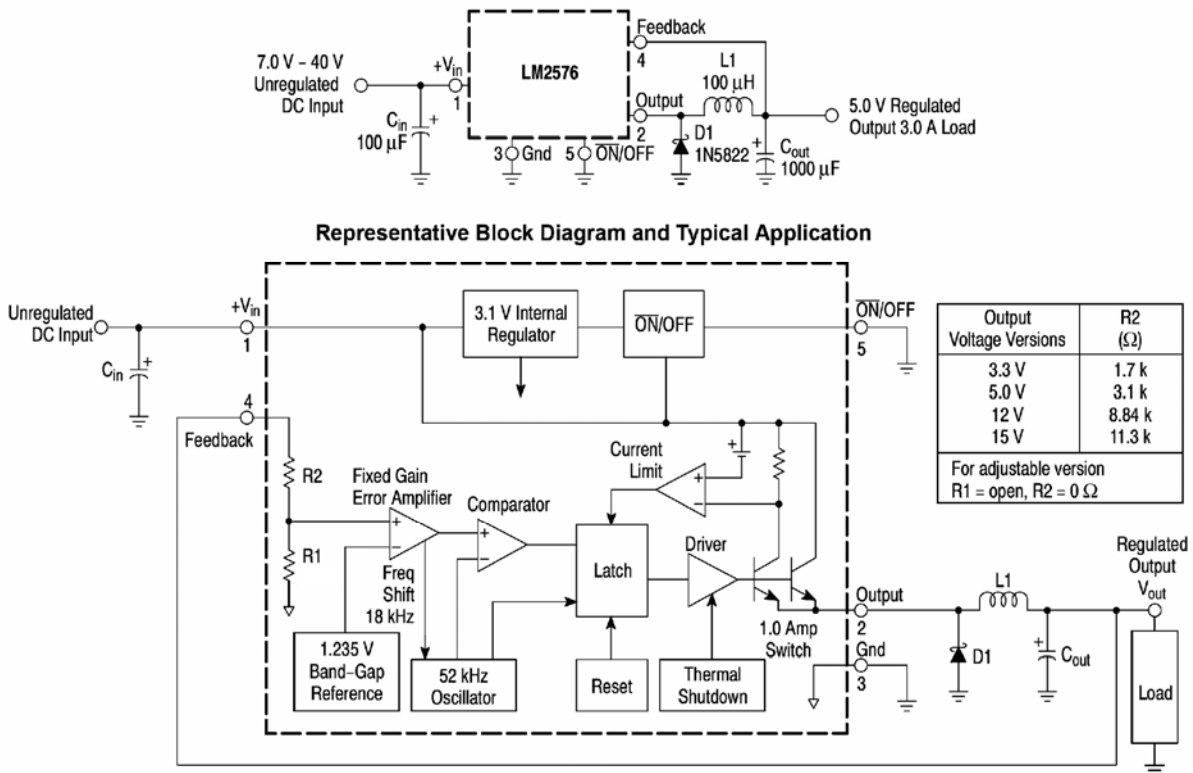 Feedback
4
7.0 V – 40 V
Unregulated
DC Input
+Vin
1
LM2576
L1
100 μH
Output
2
5.0 V Regulated
Output 3.0 A Load
Cin
100 μF
+
3 Gnd
5 ON/OFF
D1
1N5822
+
Cout
1000 μF
Representative Block Diagram and Typical Application
Unregulated
DC Input
+Vin
1
Cin
+
3.1 V Internal
Regulator
ON/OFF
ON/OFF
5
Output
Voltage Versions
R2
(Ω)
3.3 V
1.7 k
5.0 V
3.1 k
12 V
8.84 k
15 V
11.3 k
For adjustable version
R1 = open, R2 = 0 Ω
4
Feedback
R2
R1
Fixed Gain
Error Amplifier
+
–
Comparator
+
–
Current
Limit
+
–
+
Freq
Shift
18 kHz
Latch
Driver
1.0 Amp
Switch
1.235 V
Band–Gap
Reference
52 kHz
Oscillator
Reset
Thermal
Shutdown
Output
2
Gnd
3
L1
D1
+
Cout
Regulated
Output
Vout
Load